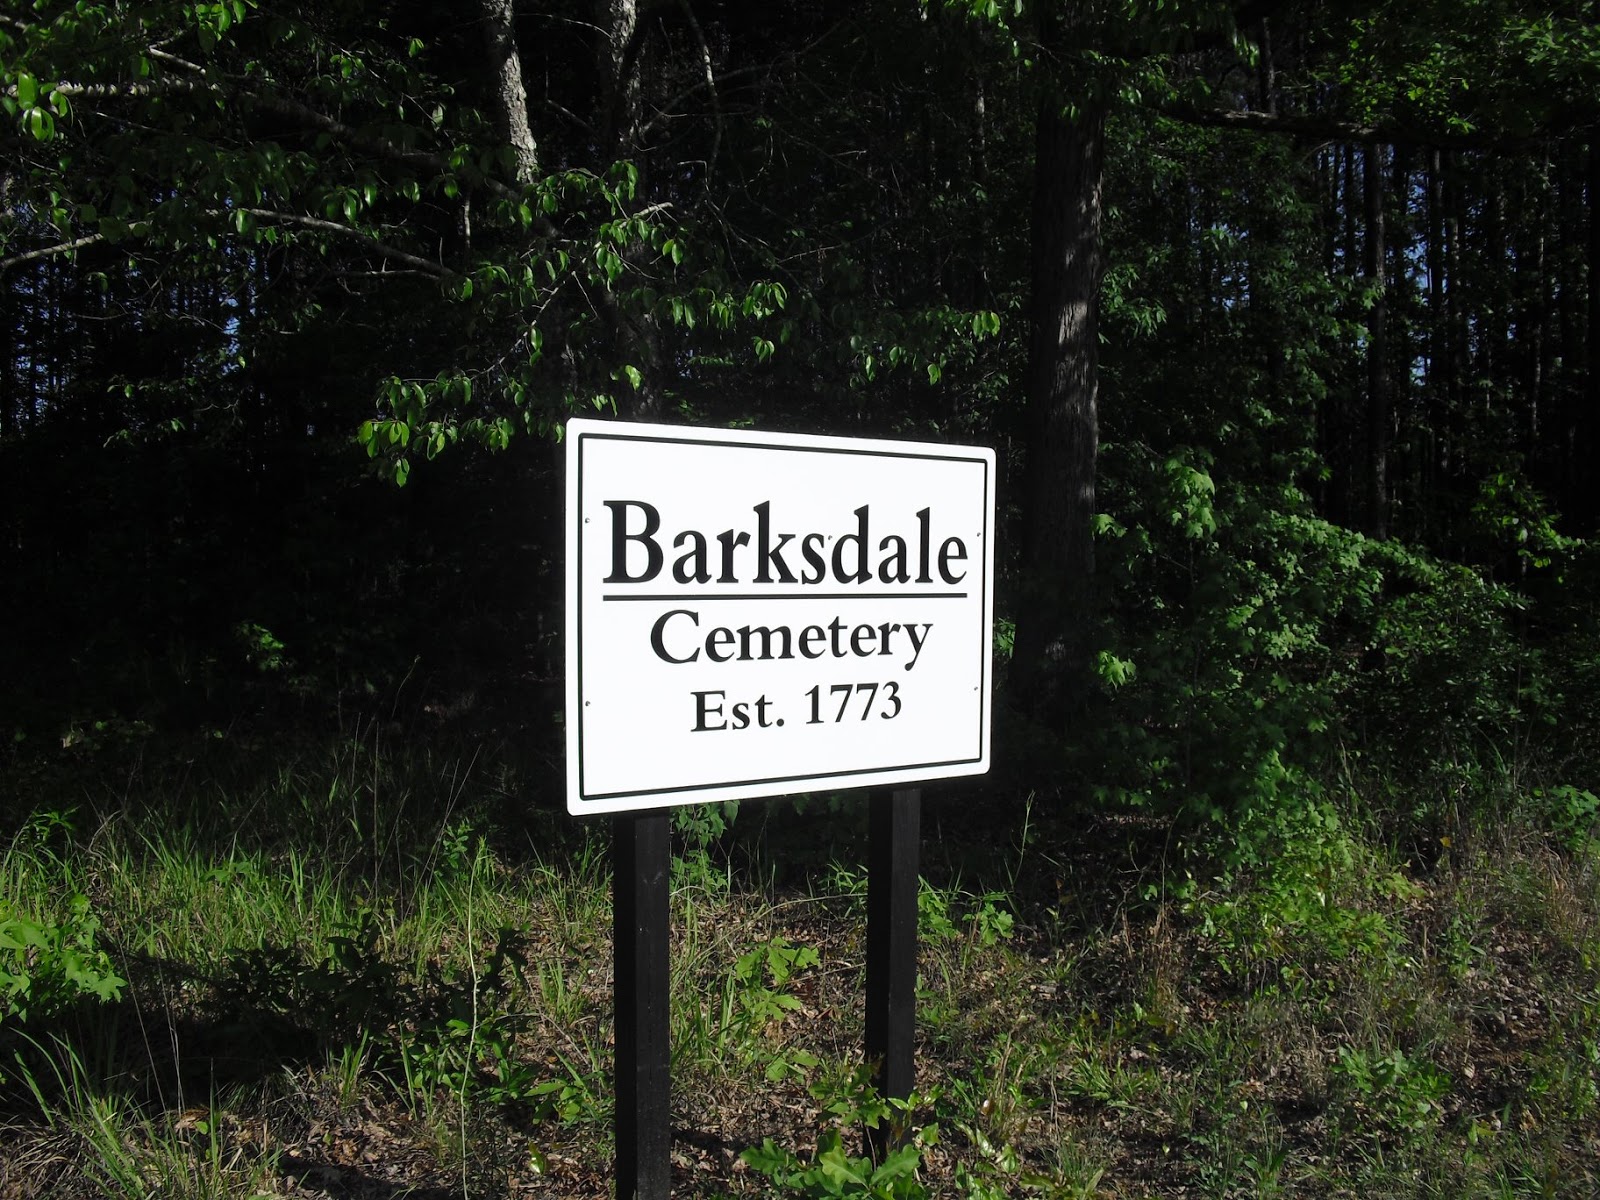 Barksdale
Cemetery
Est. 1773